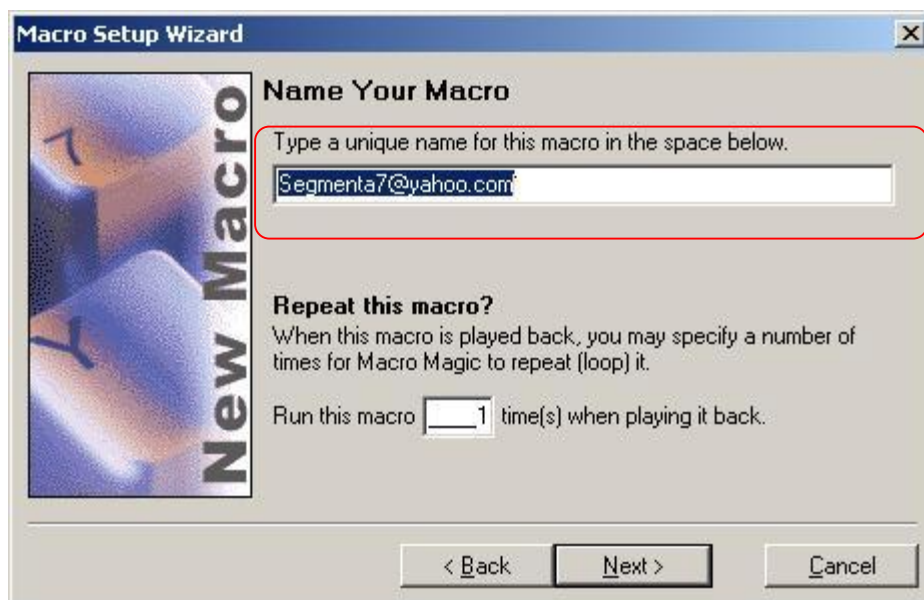 Macro Setup Wizard
New Macro
Name Your Macro
Type a unique name for this macro in the space below.
Segmenta7@yahoo.com
Repeat this macro?
When this macro is played back, you may specify a number of
times for Macro Magic to repeat (loop) it.
Run this macro ____1 time(s) when playing it back.
< Back Next > Cancel